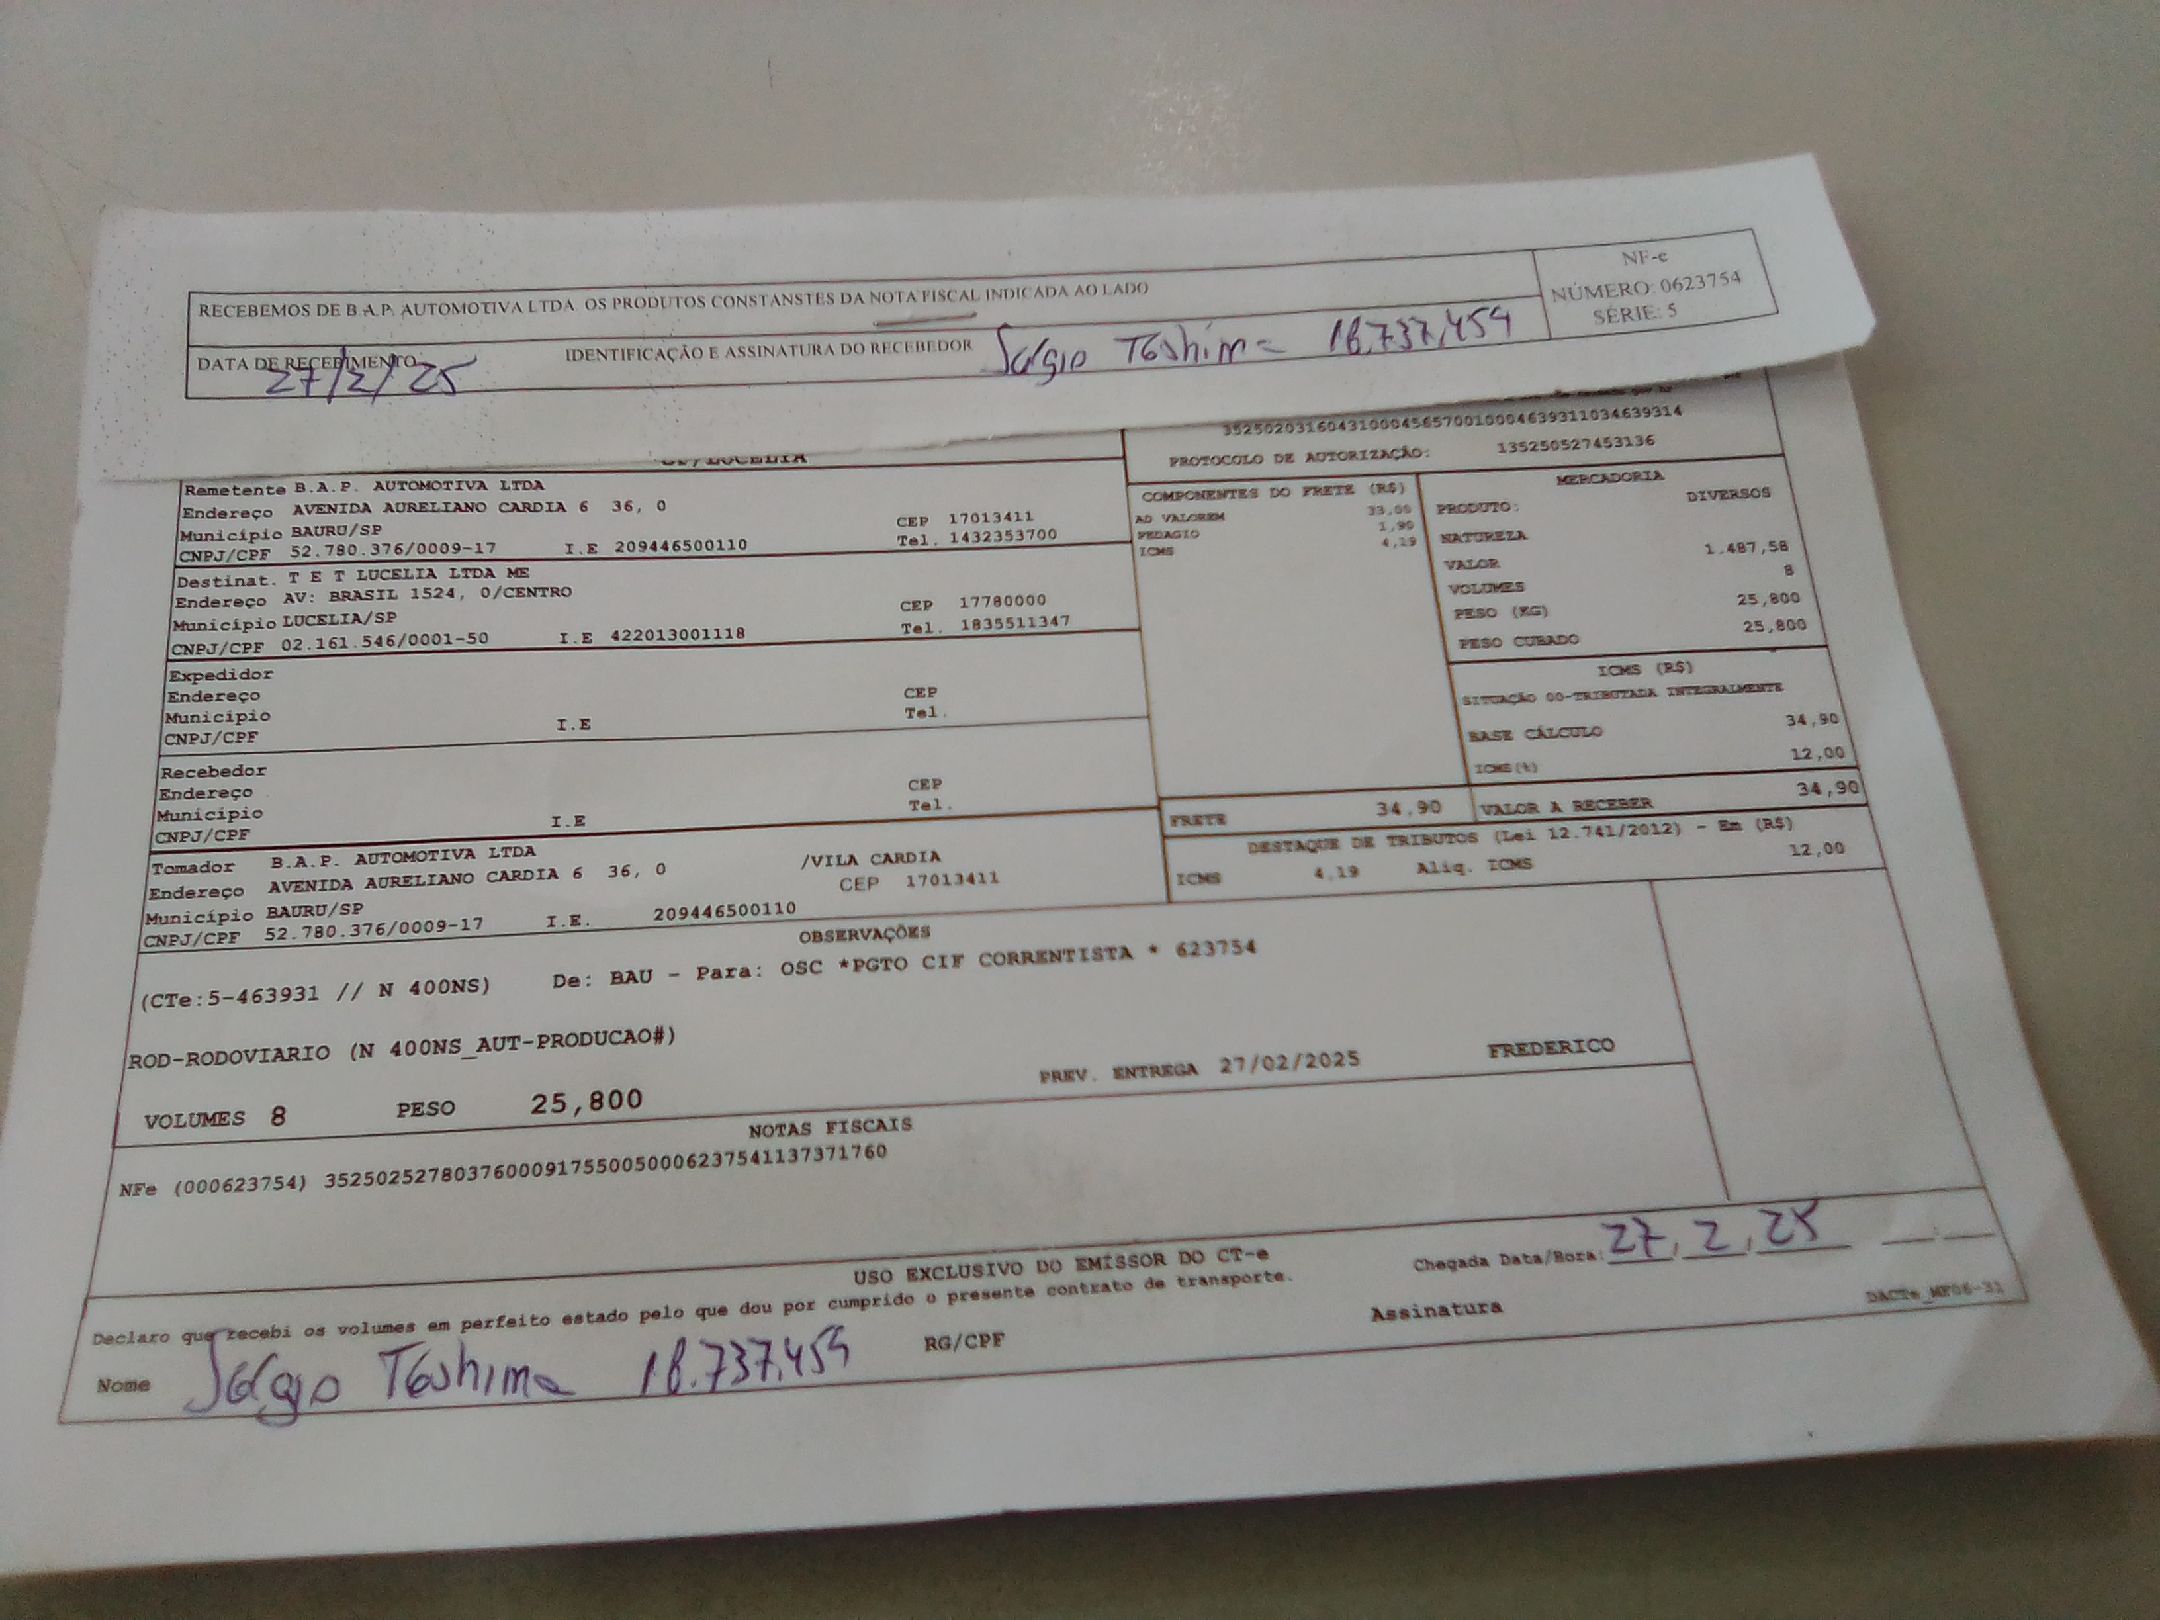 RECEBEMOS DE B.A.P. AUTOMOTIVA LTDA. OS PRODUTOS CONSTANSTES DA NOTA FISCAL INDICADA AO LADO
NF-e
NÚMERO: 0623754
SÉRIE: 5
DATA DE RECEBIMENTO
27/2/25
IDENTIFICAÇÃO E ASSINATURA DO RECEBEDOR
Sérgio Toshima 18.737.459
35250203160431000456570010004639311034639314
PROTOCOLO DE AUTORIZAÇÃO: 135250527453136
Remetente B.A.P. AUTOMOTIVA LTDA
Endereço AVENIDA AURELIANO CARDIA 6 36, 0
Município BAURU/SP CEP 17013411
CNPJ/CPF 52.780.376/0009-17 I.E 209446500110 Tel. 1432353700
Destinat. T E T LUCELIA LTDA ME
Endereço AV: BRASIL 1524, 0/CENTRO
Município LUCELIA/SP CEP 17780000
CNPJ/CPF 02.161.546/0001-50 I.E 422013001118 Tel. 1835511347
Expedidor
Endereço
Município CEP
CNPJ/CPF I.E Tel.
Recebedor
Endereço
Município CEP
CNPJ/CPF I.E Tel.
Tomador B.A.P. AUTOMOTIVA LTDA
Endereço AVENIDA AURELIANO CARDIA 6 36, 0 /VILA CARDIA
Município BAURU/SP CEP 17013411
CNPJ/CPF 52.780.376/0009-17 I.E. 209446500110
COMPONENTES DO FRETE (R$)
AD VALOREM 33,00
PEDAGIO 1,90
ICMS 4,19
FRETE 34,90
MERCADORIA
PRODUTO: DIVERSOS
NATUREZA
VALOR 1.487,58
VOLUMES 8
PESO (KG) 25,800
PESO CUBADO 25,800
ICMS (R$)
SITUAÇÃO 00-TRIBUTADA INTEGRALMENTE
BASE CÁLCULO 34,90
ICMS(%) 12,00
VALOR A RECEBER 34,90
DESTAQUE DE TRIBUTOS (Lei 12.741/2012) - Em (R$)
ICMS 4,19 Aliq. ICMS 12,00
OBSERVAÇÕES
(CTe:5-463931 // N 400NS) De: BAU - Para: OSC *PGTO CIF CORRENTISTA * 623754
ROD-RODOVIARIO (N 400NS_AUT-PRODUCAO#)
PREV. ENTREGA 27/02/2025 FREDERICO
VOLUMES 8 PESO 25,800
NOTAS FISCAIS
NFe (000623754) 35250252780376000917550050006237541137371760
USO EXCLUSIVO DO EMISSOR DO CT-e
Declaro que recebi os volumes em perfeito estado pelo que dou por cumprido o presente contrato de transporte.
Chegada Data/Hora: 27, 2, 25
Nome Sérgio Toshima 18.737.459 RG/CPF Assinatura
DACTe_MF06-31